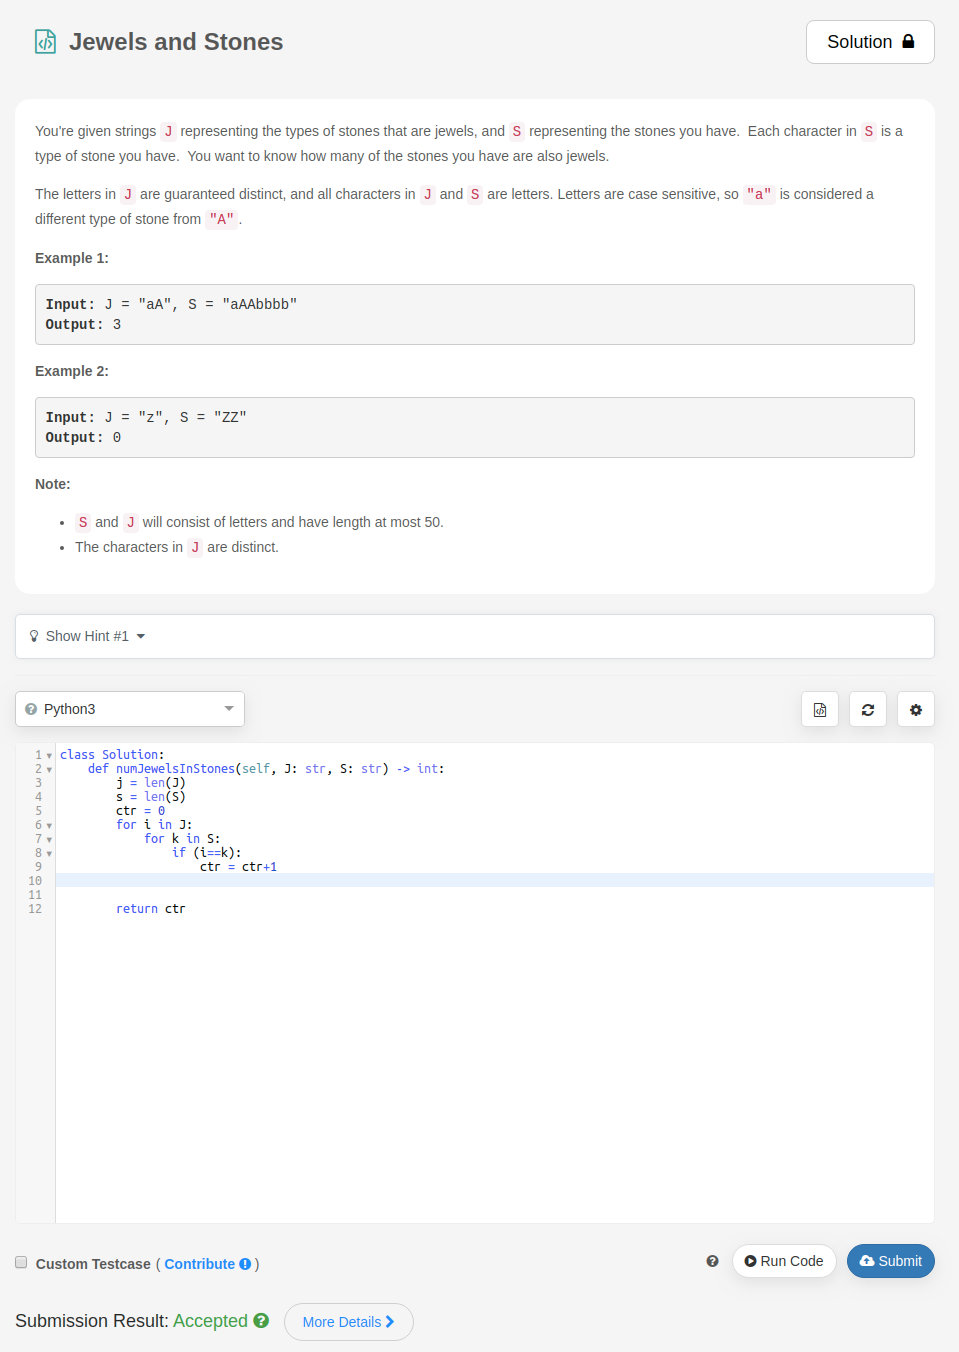 Jewels and Stones
Solution
You're given strings J representing the types of stones that are jewels, and S representing the stones you have.  Each character in S is a
type of stone you have.  You want to know how many of the stones you have are also jewels.
The letters in J are guaranteed distinct, and all characters in J and S are letters. Letters are case sensitive, so "a" is considered a
different type of stone from "A".
Example 1:
Input: J = "aA", S = "aAAbbbb"
Output: 3
Example 2:
Input: J = "z", S = "ZZ"
Output: 0
Note:
• S and J will consist of letters and have length at most 50.
• The characters in J are distinct.
Show Hint #1
Python3
1 class Solution:
2     def numJewelsInStones(self, J: str, S: str) -> int:
3         j = len(J)
4         s = len(S)
5         ctr = 0
6         for i in J:
7             for k in S:
8                 if (i==k):
9                     ctr = ctr+1
10
11
12         return ctr
Custom Testcase ( Contribute )
Run Code
Submit
Submission Result: Accepted
More Details